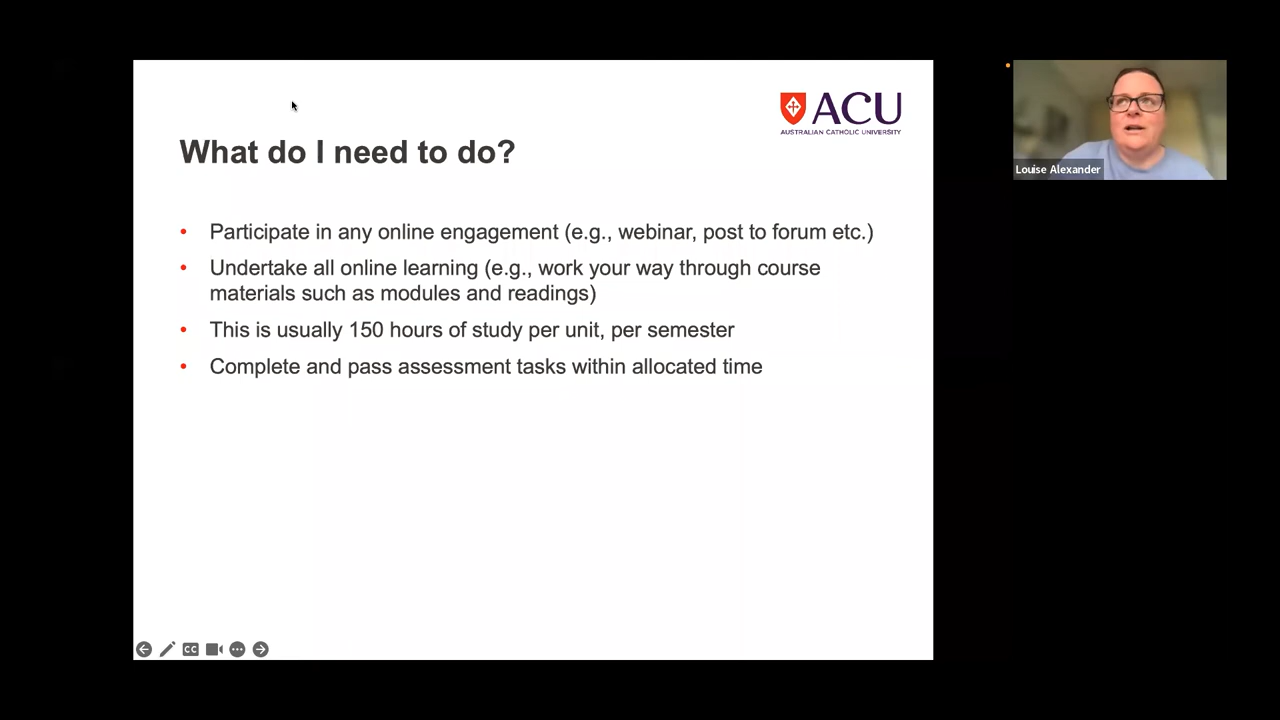 ACU
AUSTRALIAN CATHOLIC UNIVERSITY
What do I need to do?
• Participate in any online engagement (e.g., webinar, post to forum etc.)
• Undertake all online learning (e.g., work your way through course
materials such as modules and readings)
• This is usually 150 hours of study per unit, per semester
• Complete and pass assessment tasks within allocated time
Louise Alexander
CC